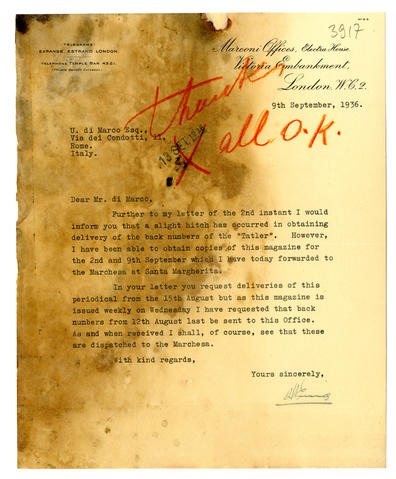 3917
TELEGRAMS
EXPANSE ESTRAND LONDON
TELEPHONE TEMPLE BAR 4321.
(PRIVATE BRANCH EXCHANGE)
Marconi Offices, Electra House,
Victoria Embankment,
London, W.C.2.
9th September, 1936.
thanks
all O.K.
U. di Marco Esq.,
Via dei Condotti, 11,
Rome.
Italy.
Dear Mr. di Marco,
Further to my letter of the 2nd instant I would
inform you that a slight hitch has occurred in obtaining
delivery of the back numbers of the "Tatler". However,
I have been able to obtain copies of this magazine for
the 2nd and 9th September which I have today forwarded to
the Marchesa at Santa Margherita.
In your letter you request deliveries of this
periodical from the 15th August but as this magazine is
issued weekly on Wednesday I have requested that back
numbers from 12th August last be sent to this Office.
As and when received I shall, of course, see that these
are dispatched to the Marchesa.
With kind regards,
Yours sincerely,